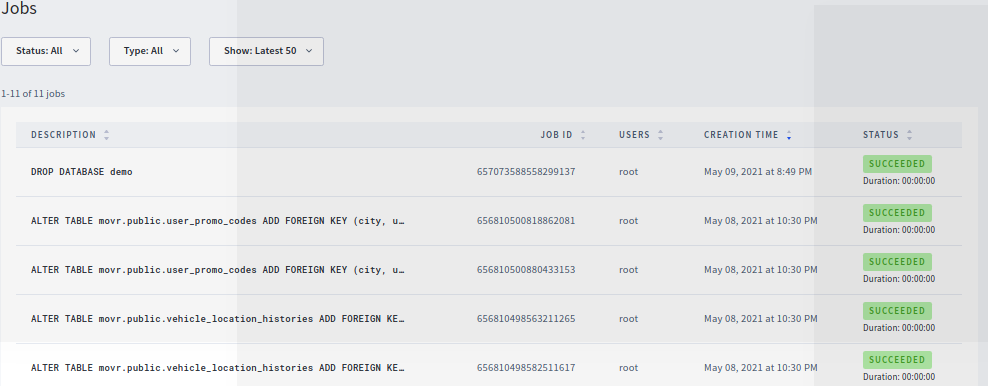 Jobs
Status: All Type: All Show: Latest 50
1-11 of 11 jobs
DESCRIPTION JOB ID USERS CREATION TIME STATUS
DROP DATABASE demo 657073588558299137 root May 09, 2021 at 8:49 PM SUCCEEDED
Duration: 00:00:00
ALTER TABLE movr.public.user_promo_codes ADD FOREIGN KEY (city, u… 656810500818862081 root May 08, 2021 at 10:30 PM SUCCEEDED
Duration: 00:00:00
ALTER TABLE movr.public.user_promo_codes ADD FOREIGN KEY (city, u… 656810500880433153 root May 08, 2021 at 10:30 PM SUCCEEDED
Duration: 00:00:00
ALTER TABLE movr.public.vehicle_location_histories ADD FOREIGN KE… 656810498563211265 root May 08, 2021 at 10:30 PM SUCCEEDED
Duration: 00:00:00
ALTER TABLE movr.public.vehicle_location_histories ADD FOREIGN KE… 656810498582511617 root May 08, 2021 at 10:30 PM SUCCEEDED
Duration: 00:00:00